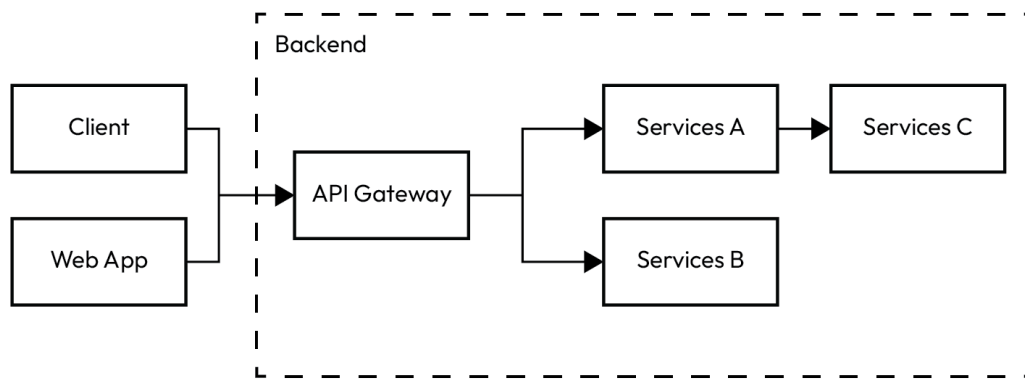 Backend
Client
Web App
API Gateway
Services A
Services B
Services C